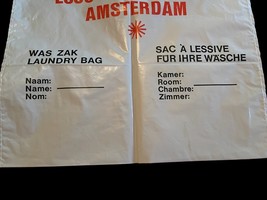 AMSTERDAM
WAS ZAK
LAUNDRY BAG
Naam:
Name:
Nom:
SAC À LESSIVE
FÜR IHRE WÄSCHE
Kamer:
Room:
Chambre:
Zimmer: